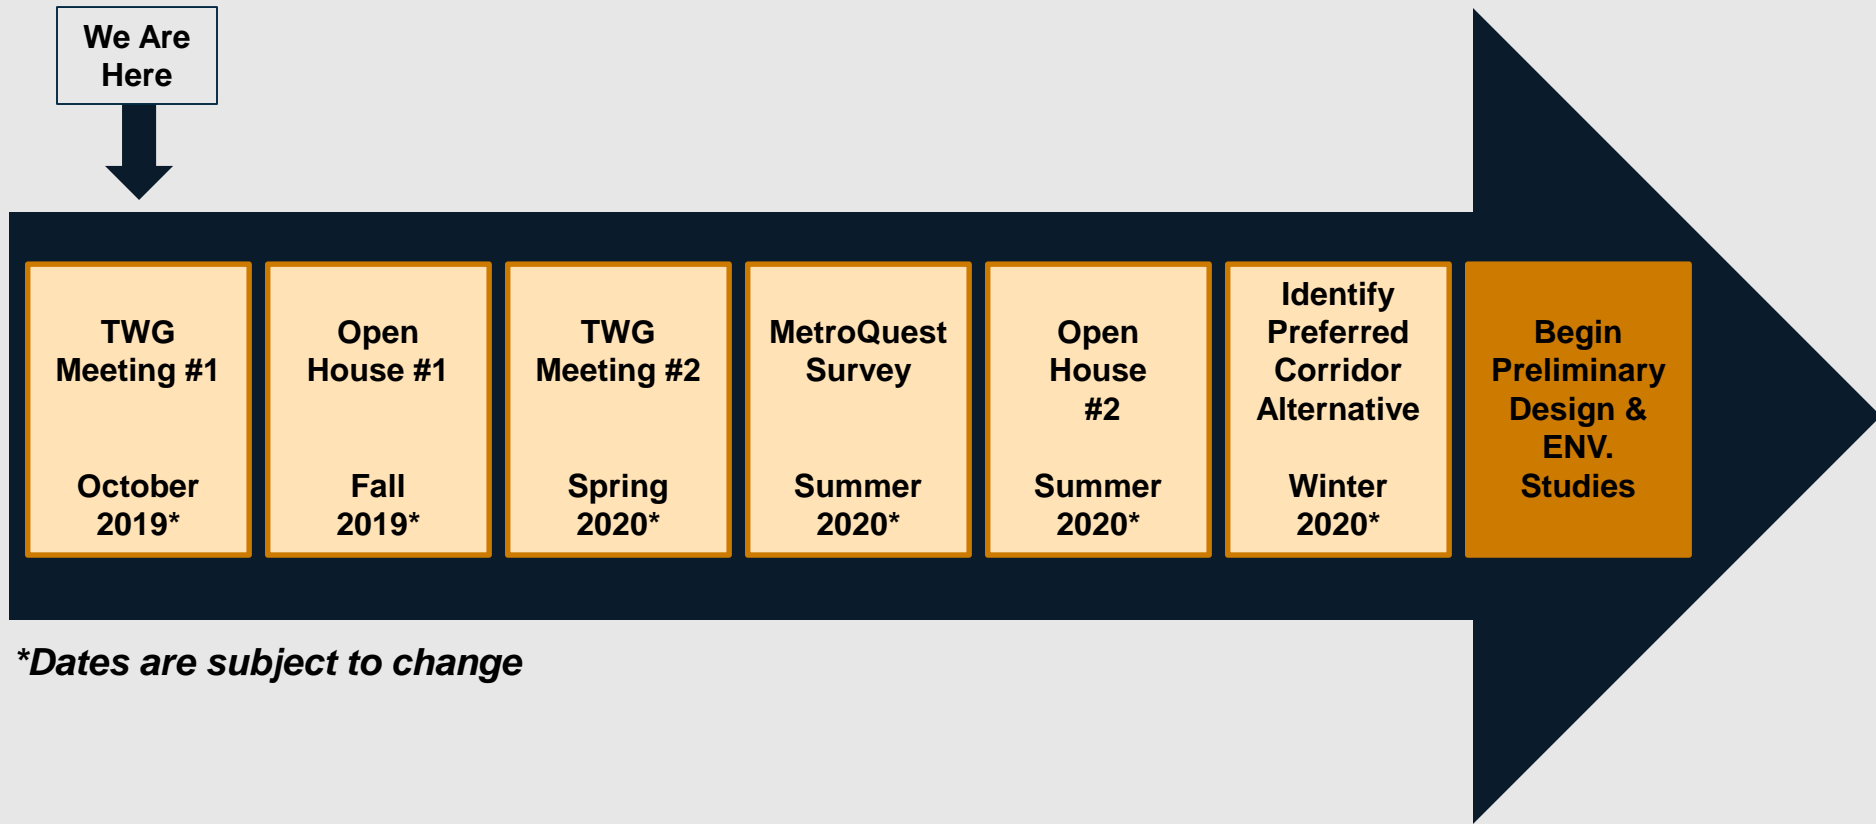 We Are
Here
TWG
Meeting #1
October
2019*
Open
House #1
Fall
2019*
TWG
Meeting #2
Spring
2020*
MetroQuest
Survey
Summer
2020*
Open
House
#2
Summer
2020*
Identify
Preferred
Corridor
Alternative
Winter
2020*
Begin
Preliminary
Design &
ENV.
Studies
*Dates are subject to change